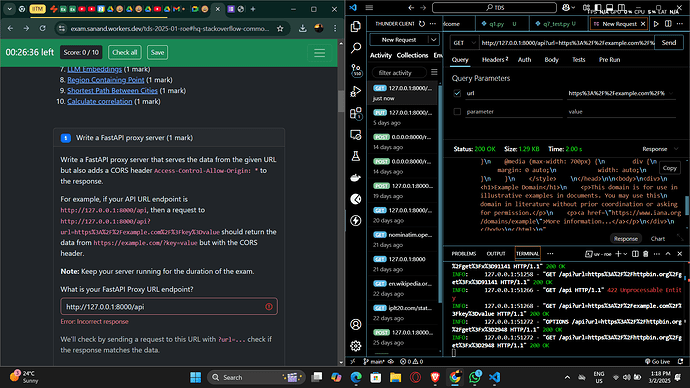 IITM
exam.sanand.workers.dev/tds-2025-01-roe#hq-stackoverflow-commo...
00:26:36 left
Score: 0 / 10
Check all
Save
7. LLM Embeddings (1 mark)
8. Region Containing Point (1 mark)
9. Shortest Path Between Cities (1 mark)
10. Calculate correlation (1 mark)
Write a FastAPI proxy server (1 mark)
Write a FastAPI proxy server that serves the data from the given URL
but also adds a CORS header Access-Control-Allow-Origin: * to
the response.
For example, if your API URL endpoint is
http://127.0.0.1:8000/api, then a request to
http://127.0.0.1:8000/api?
url=https%3A%2F%2Fexample.com%2F%3Fkey%3Dvalue should return the
data from https://example.com/?key=value but with the CORS
header.
Note: Keep your server running for the duration of the exam.
What is your FastAPI Proxy URL endpoint?
http://127.0.0.1:8000/api
Error: Incorrect response
We'll check by sending a request to this URL with ?url=... check if
the response matches the data.
TDS
elcome
q1.py
q7_test.py
New Request
THUNDER CLIENT
New Request
Activity
Collections
Env
filter activity
GET 127.0.0.1:8000/...
just now
PUT 127.0.0.1:8000/...
5 days ago
POST 0.0.0.0:8000/...
14 days ago
POST 0.0.0.0:8000/...
14 days ago
POST 127.0.0.1:8000...
19 days ago
GET 127.0.0.1:8000/...
20 days ago
GET nominatim.ope...
21 days ago
GET 127.0.0.1:8000
21 days ago
GET en.wikipedia.or...
21 days ago
GET iplt20.com/stat...
21 days ago
POST 127.0.0.1:8000...
25 days ago
GET
http://127.0.0.1:8000/api?url=https%3A%2F%2Fexample.com%2F%
Send
Query
Headers 2
Auth
Body
Tests
Pre Run
Query Parameters
url
https%3A%2F%2Fexample.com%2F%
parameter
value
Status: 200 OK
Size: 1.29 KB
Time: 2.00 s
Response
Copy
}\n @media (max-width: 700px) {\n div {\n
margin: 0 auto;\n width: auto;\n
}\n }\n </style> \n</head>\n\n<body>\n<div>\n
<h1>Example Domain</h1>\n <p>This domain is for use in
illustrative examples in documents. You may use this\n
domain in literature without prior coordination or asking
for permission.</p>\n <p><a href=\"https://www.iana.org
/domains/example\">More information...</a></p>\n</div>\n
</body>\n</html>\n"
Response
Chart
PROBLEMS
OUTPUT
TERMINAL
uv - roe
%2Fget%3Fx%3D91141 HTTP/1.1" 200 OK
INFO: 127.0.0.1:51258 - "GET /api?url=https%3A%2F%2Fhttpbin.org%2Fg
et%3Fx%3D91141 HTTP/1.1" 200 OK
INFO: 127.0.0.1:51266 - "GET /api HTTP/1.1" 422 Unprocessable Entit
y
INFO: 127.0.0.1:51268 - "GET /api?url=https%3A%2F%2Fexample.com%2F%
3Fkey%3Dvalue HTTP/1.1" 200 OK
INFO: 127.0.0.1:51272 - "OPTIONS /api?url=https%3A%2F%2Fhttpbin.org
%2Fget%3Fx%3D2948 HTTP/1.1" 200 OK
INFO: 127.0.0.1:51272 - "GET /api?url=https%3A%2F%2Fhttpbin.org%2Fg
et%3Fx%3D2948 HTTP/1.1" 200 OK
main*
0
0
Go Live
24°C
Sunny
Search
ENG
US
1:18 PM
3/2/2025